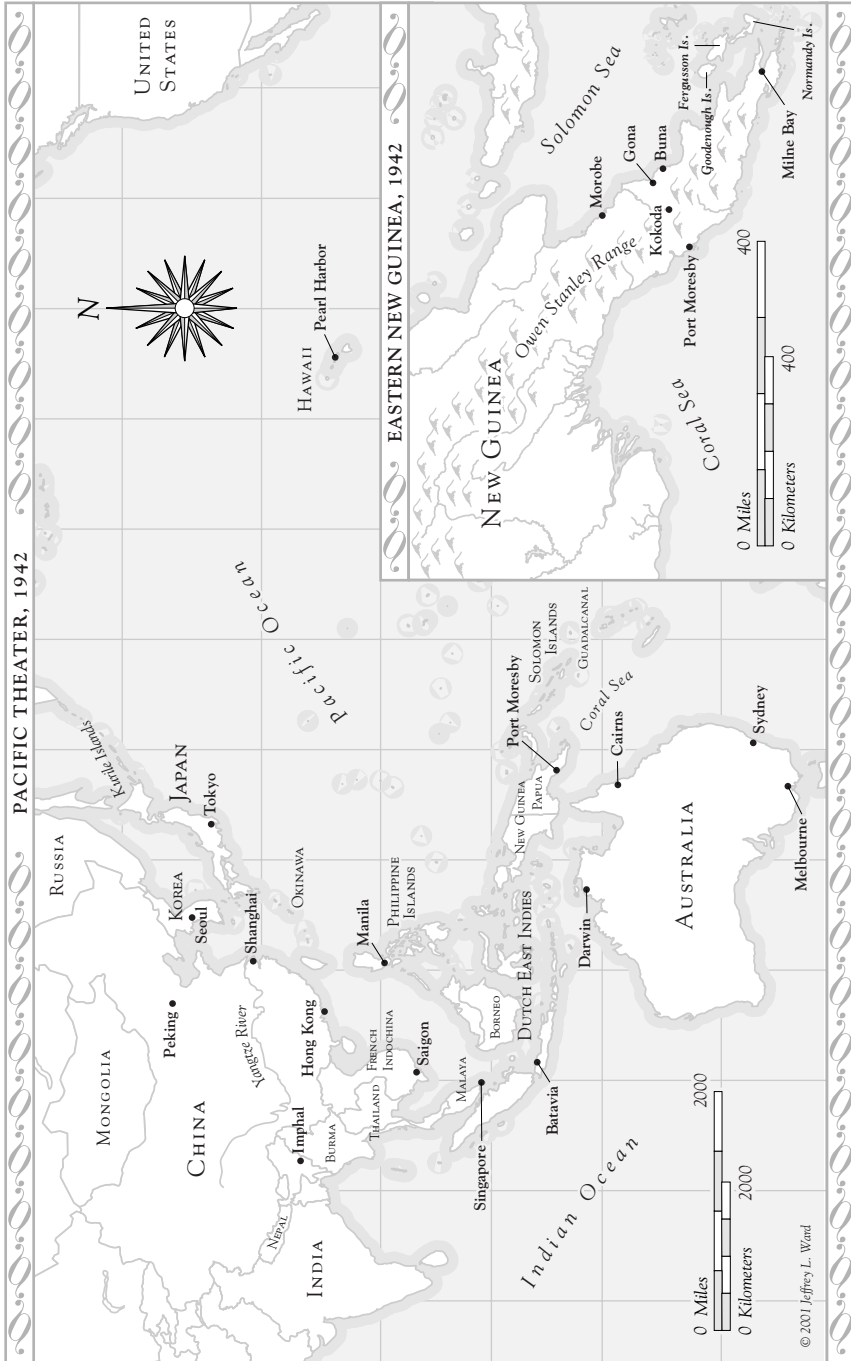 PACIFIC THEATER, 1942
RUSSIA
MONGOLIA
CHINA
Peking
KOREA
Seoul
JAPAN
Tokyo
Kurile Islands
Shanghai
Yangtze River
OKINAWA
NEPAL
INDIA
Imphal
BURMA
Hong Kong
THAILAND
FRENCH
INDOCHINA
Saigon
Manila
PHILIPPINE
ISLANDS
MALAYA
Singapore
BORNEO
DUTCH EAST INDIES
Batavia
Indian Ocean
Pacific Ocean
UNITED
STATES
N
HAWAII
Pearl Harbor
NEW GUINEA
PAPUA
Port Moresby
SOLOMON
ISLANDS
GUADALCANAL
Coral Sea
Cairns
Darwin
AUSTRALIA
Sydney
Melbourne
0 Miles 2000
0 Kilometers 2000
© 2001 Jeffrey L. Ward
EASTERN NEW GUINEA, 1942
NEW GUINEA
Owen Stanley Range
Solomon Sea
Morobe
Gona
Buna
Kokoda
Port Moresby
Fergusson Is.
Goodenough Is.
Normandy Is.
Milne Bay
Coral Sea
0 Miles 400
0 Kilometers 400